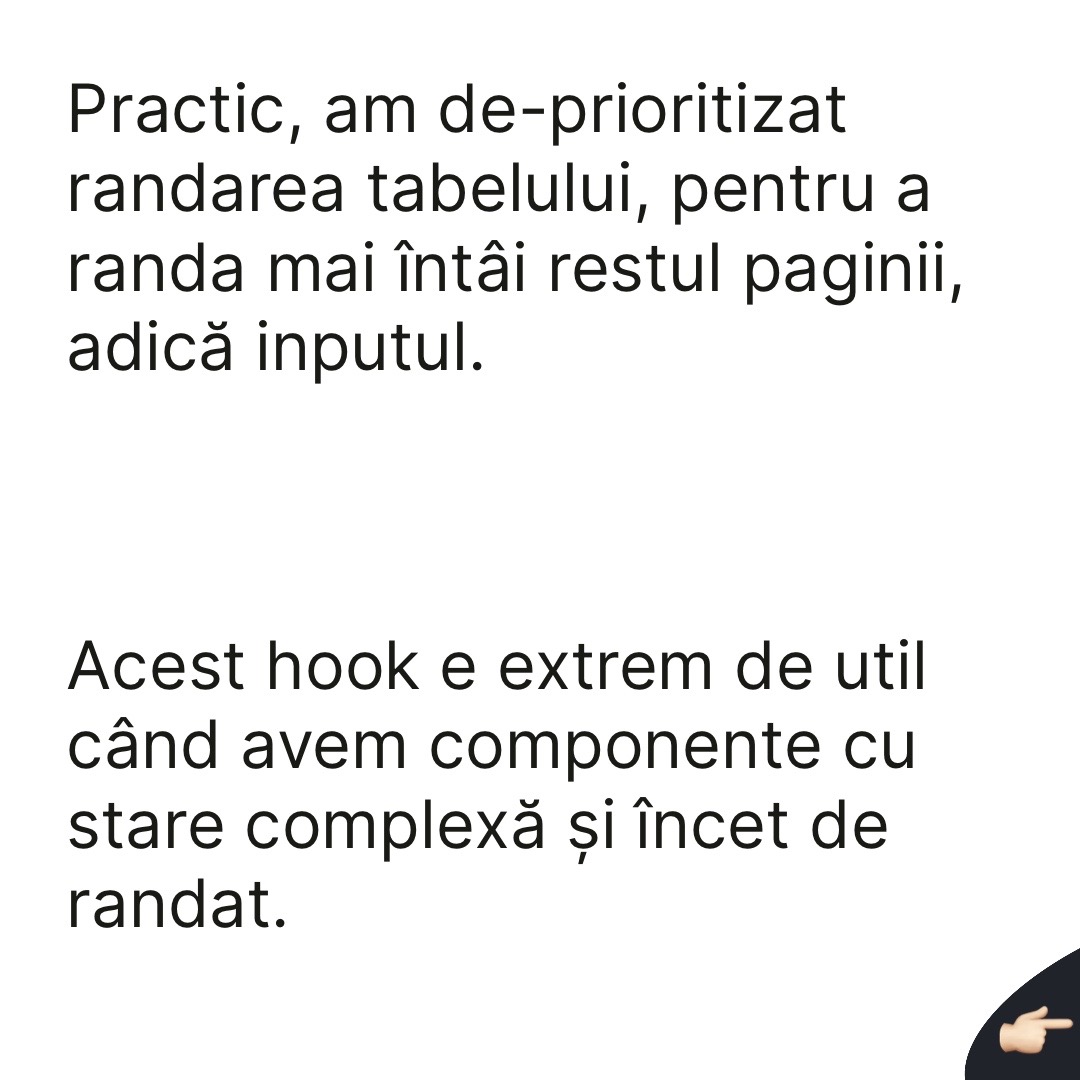 Practic, am de-prioritizat
randarea tabelului, pentru a
randa mai întâi restul paginii,
adică inputul.
Acest hook e extrem de util
când avem componente cu
stare complexă și încet de
randat.